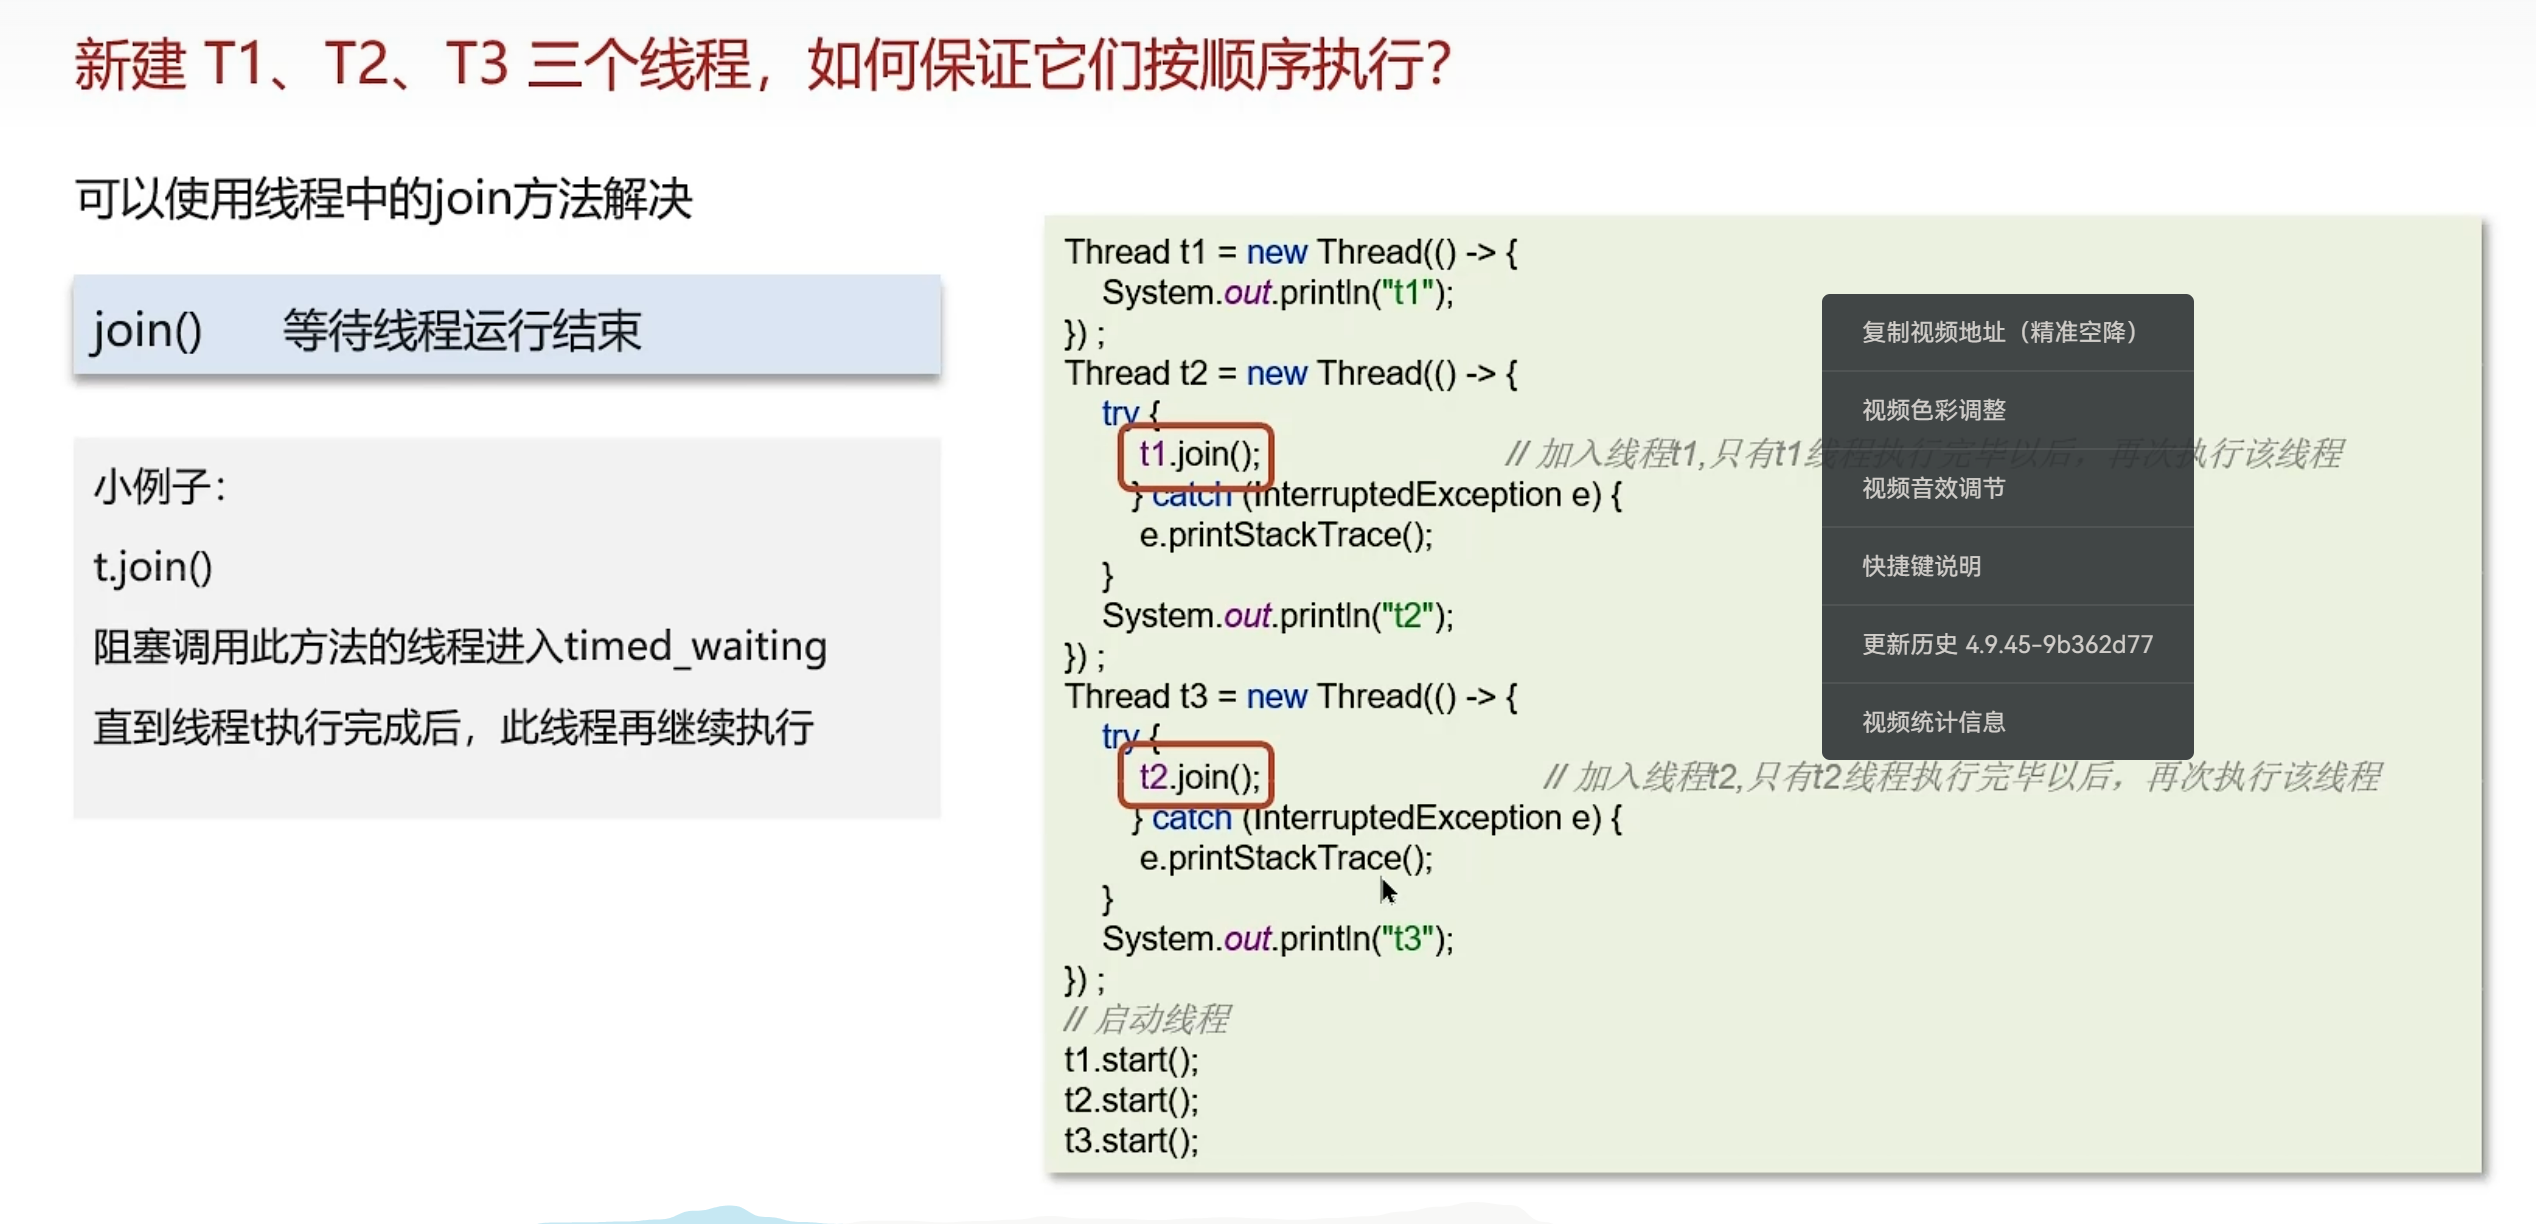 新建 T1、T2、T3 三个线程，如何保证它们按顺序执行？
可以使用线程中的join方法解决
join() 等待线程运行结束
小例子：
t.join()
阻塞调用此方法的线程进入timed_waiting
直到线程t执行完成后，此线程再继续执行
Thread t1 = new Thread(() -> {
System.out.println("t1");
}) ;
Thread t2 = new Thread(() -> {
try {
t1.join(); // 加入线程t1,只有t1线程执行完毕以后，再次执行该线程
} catch (InterruptedException e) {
e.printStackTrace();
}
System.out.println("t2");
}) ;
Thread t3 = new Thread(() -> {
try {
t2.join(); // 加入线程t2,只有t2线程执行完毕以后，再次执行该线程
} catch (InterruptedException e) {
e.printStackTrace();
}
System.out.println("t3");
}) ;
// 启动线程
t1.start();
t2.start();
t3.start();
复制视频地址（精准空降）
视频色彩调整
视频音效调节
快捷键说明
更新历史 4.9.45-9b362d77
视频统计信息